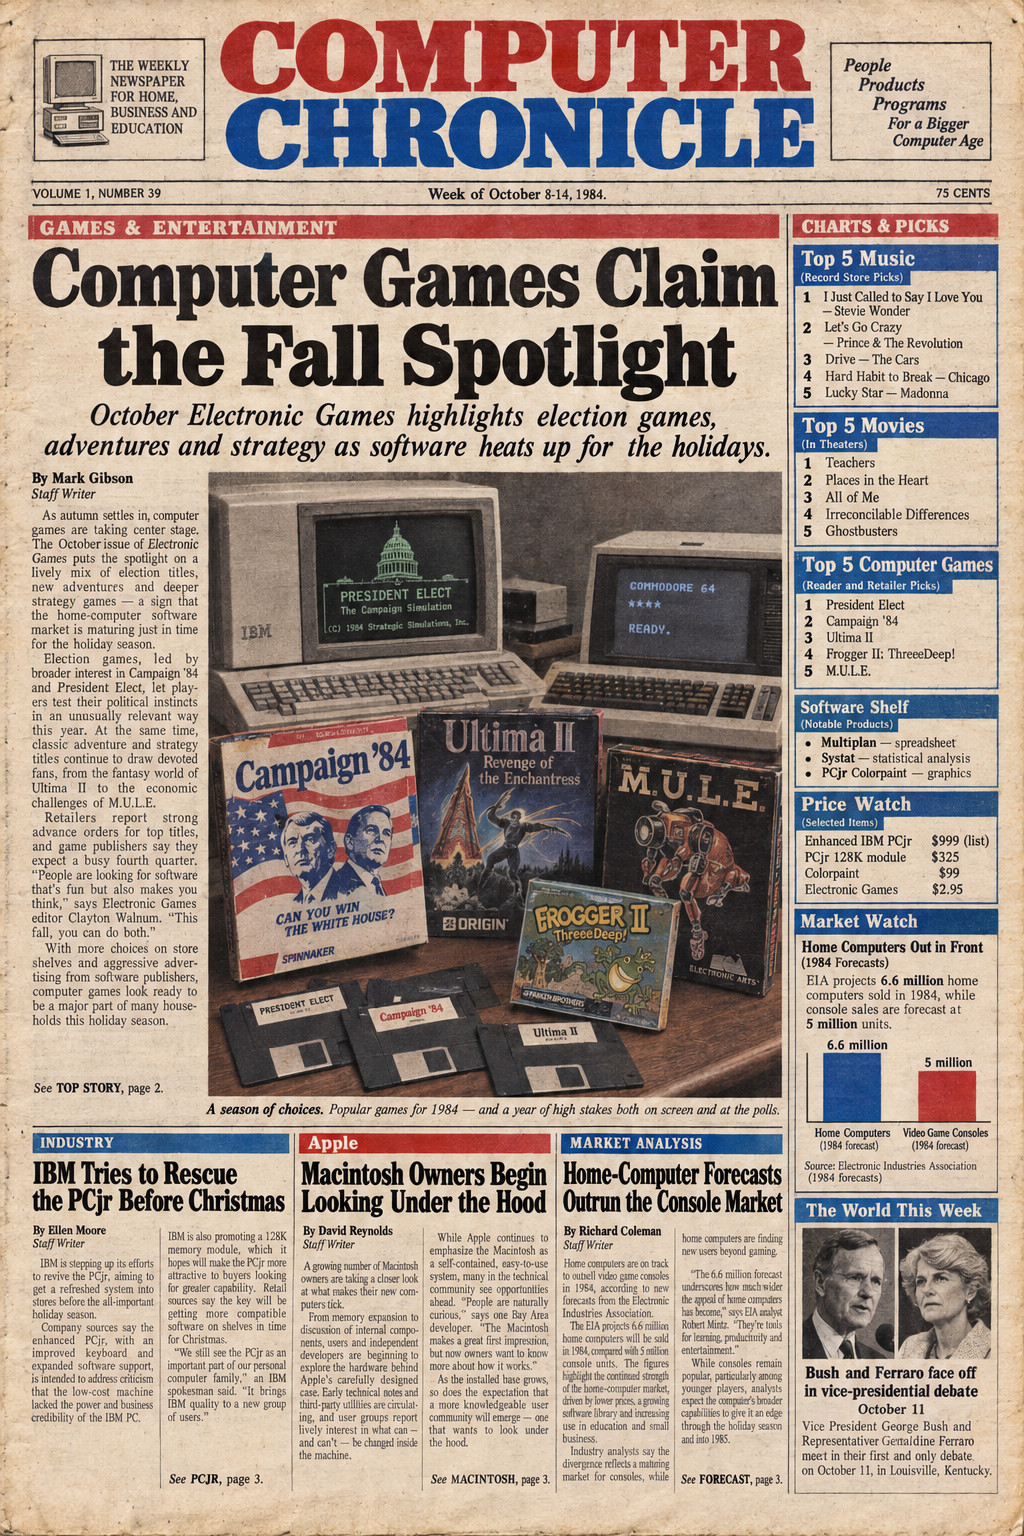 THE WEEKLY
NEWSPAPER
FOR HOME,
BUSINESS AND
EDUCATION
COMPUTER
CHRONICLE
People
Products
Programs
For a Bigger
Computer Age
VOLUME 1, NUMBER 39
Week of October 8-14, 1984.
75 CENTS
GAMES & ENTERTAINMENT
Computer Games Claim
the Fall Spotlight
October Electronic Games highlights election games,
adventures and strategy as software heats up for the holidays.
By Mark Gibson
Staff Writer
As autumn settles in, computer
games are taking center stage.
The October issue of Electronic
Games puts the spotlight on a
lively mix of election titles,
new adventures and deeper
strategy games — a sign that
the home-computer software
market is maturing just in time
for the holiday season.
Election games, led by
broader interest in Campaign '84
and President Elect, let play-
ers test their political instincts
in an unusually relevant way
this year. At the same time,
classic adventure and strategy
titles continue to draw devoted
fans, from the fantasy world of
Ultima II to the economic
challenges of M.U.L.E.
Retailers report strong
advance orders for top titles,
and game publishers say they
expect a busy fourth quarter.
"People are looking for software
that's fun but also makes you
think," says Electronic Games
editor Clayton Walnum. "This
fall, you can do both."
With more choices on store
shelves and aggressive adver-
tising from software publishers,
computer games look ready to
be a major part of many house-
holds this holiday season.
See TOP STORY, page 2.
IBM
PRESIDENT ELECT
The Campaign Simulation
(C) 1984 Strategic Simulations, Inc.
COMMODORE 64
****
READY.
Campaign '84
CAN YOU WIN
THE WHITE HOUSE?
SPINNAKER
Ultima II
Revenge of
the Enchantress
ORIGIN
M.U.L.E.
ELECTRONIC ARTS
FROGGER II
ThreeeDeep!
PARKER BROTHERS
PRESIDENT ELECT
Campaign '84
Ultima II
A season of choices. Popular games for 1984 — and a year of high stakes both on screen and at the polls.
INDUSTRY
IBM Tries to Rescue
the PCjr Before Christmas
By Ellen Moore
Staff Writer
IBM is stepping up its efforts
to revive the PCjr, aiming to
get a refreshed system into
stores before the all-important
holiday season.
Company sources say the
enhanced PCjr, with an
improved keyboard and
expanded software support,
is intended to address criticism
that the low-cost machine
lacked the power and business
credibility of the IBM PC.
IBM is also promoting a 128K
memory module, which it
hopes will make the PCjr more
attractive to buyers looking
for greater capability. Retail
sources say the key will be
getting more compatible
software on shelves in time
for Christmas.
"We still see the PCjr as an
important part of our personal
computer family," an IBM
spokesman said. "It brings
IBM quality to a new group
of users."
See PCJR, page 3.
Apple
Macintosh Owners Begin
Looking Under the Hood
By David Reynolds
Staff Writer
A growing number of Macintosh
owners are taking a closer look
at what makes their new com-
puters tick.
From memory expansion to
discussion of internal compo-
nents, users and independent
developers are beginning to
explore the hardware behind
Apple's carefully designed
case. Early technical notes and
third-party utilities are circulat-
ing, and user groups report
lively interest in what can —
and can't — be changed inside
the machine.
While Apple continues to
emphasize the Macintosh as
a self-contained, easy-to-use
system, many in the technical
community see opportunities
ahead. "People are naturally
curious," says one Bay Area
developer. "The Macintosh
makes a great first impression,
but now owners want to know
more about how it works."
As the installed base grows,
so does the expectation that
a more knowledgeable user
community will emerge — one
that wants to look under
the hood.
See MACINTOSH, page 3.
MARKET ANALYSIS
Home-Computer Forecasts
Outrun the Console Market
By Richard Coleman
Staff Writer
Home computers are on track
to outsell video game consoles
in 1984, according to new
forecasts from the Electronic
Industries Association.
The EIA projects 6.6 million
home computers will be sold
in 1984, compared with 5 million
console units. The figures
highlight the continued strength
of the home-computer market,
driven by lower prices, a growing
software library and increasing
use in education and small
business.
Industry analysts say the
divergence reflects a maturing
market for consoles, while
home computers are finding
new users beyond gaming.
"The 6.6 million forecast
underscores how much wider
the appeal of home computers
has become," says EIA analyst
Robert Mintz. "They're tools
for learning, productivity and
entertainment."
While consoles remain
popular, particularly among
younger players, analysts
expect the computer's broader
capabilities to give it an edge
through the holiday season
and into 1985.
See FORECAST, page 3.
CHARTS & PICKS
Top 5 Music
(Record Store Picks)
1 I Just Called to Say I Love You
— Stevie Wonder
2 Let's Go Crazy
— Prince & The Revolution
3 Drive — The Cars
4 Hard Habit to Break — Chicago
5 Lucky Star — Madonna
Top 5 Movies
(In Theaters)
1 Teachers
2 Places in the Heart
3 All of Me
4 Irreconcilable Differences
5 Ghostbusters
Top 5 Computer Games
(Reader and Retailer Picks)
1 President Elect
2 Campaign '84
3 Ultima II
4 Frogger II: ThreeeDeep!
5 M.U.L.E.
Software Shelf
(Notable Products)
• Multiplan — spreadsheet
• Systat — statistical analysis
• PCjr Colorpaint — graphics
Price Watch
(Selected Items)
Enhanced IBM PCjr $999 (list)
PCjr 128K module $325
Colorpaint $99
Electronic Games $2.95
Market Watch
Home Computers Out in Front
(1984 Forecasts)
EIA projects 6.6 million home
computers sold in 1984, while
console sales are forecast at
5 million units.
6.6 million
5 million
Home Computers
(1984 forecast)
Video Game Consoles
(1984 forecast)
Source: Electronic Industries Association
(1984 forecasts)
The World This Week
Bush and Ferraro face off
in vice-presidential debate
October 11
Vice President George Bush and
Representative Geraldine Ferraro
meet in their first and only debate
on October 11, in Louisville, Kentucky.